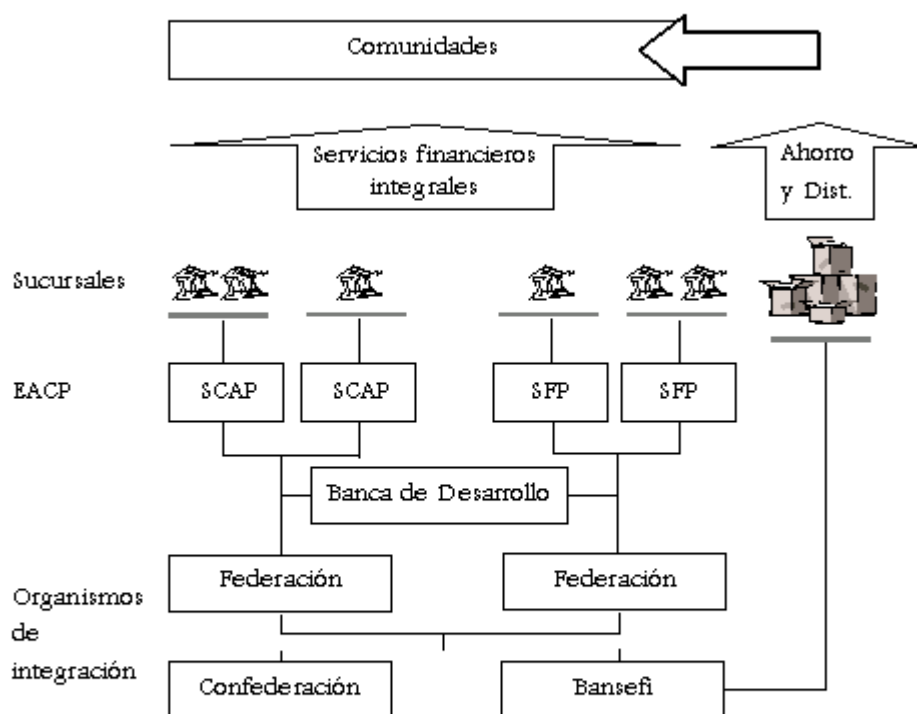 Comunidades
Servicios financieros
integrales
Ahorro
y Dist.
Sucursales
EACP
SCAP
SCAP
SFP
SFP
Banca de Desarrollo
Federación
Federación
Organismos
de
integración
Confederación
Bansefi